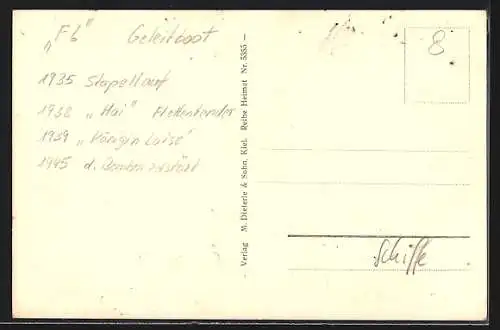 „F6" Geleitboot
1935 Stapellauf
1938 „Hai" Flottentender
1939 „Königin Luise"
1945 d. Bomben zerstört
Verlag M. Dieterle & Sohn, Kiel. Reihe Heimat Nr. 5355 —
8
Schiffe